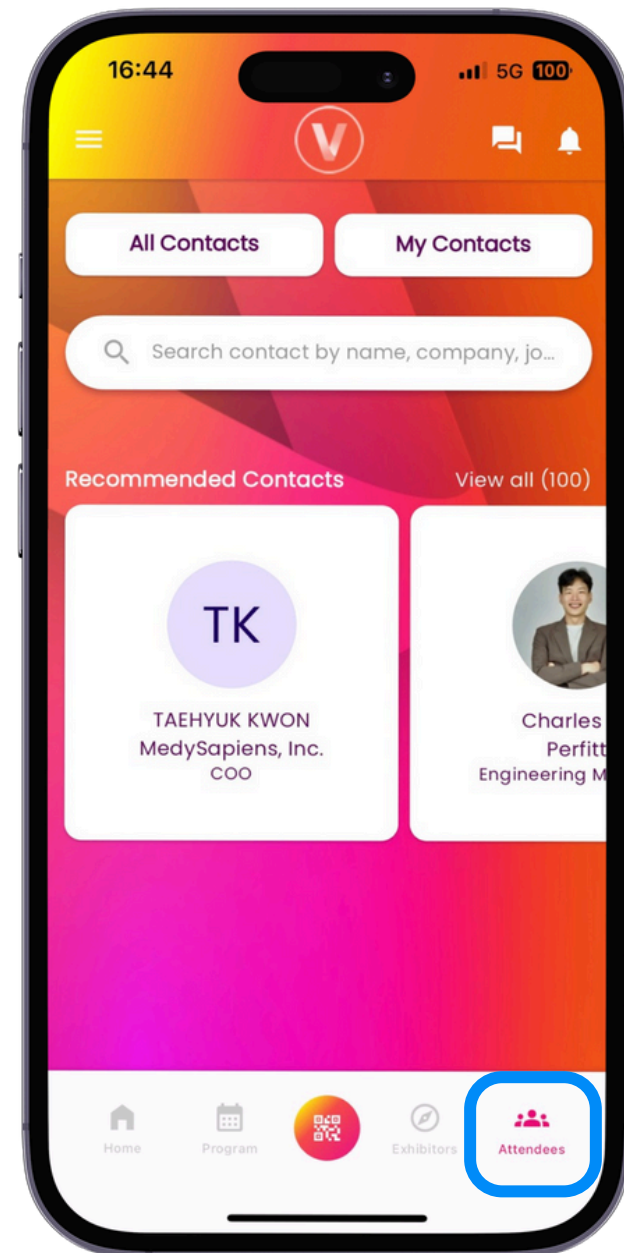 16:44
5G 100
V
All Contacts
My Contacts
Search contact by name, company, jo...
Recommended Contacts
View all (100)
TK
TAEHYUK KWON
MedySapiens, Inc.
COO
Charles
Perfitt
Engineering M
Home
Program
Exhibitors
Attendees